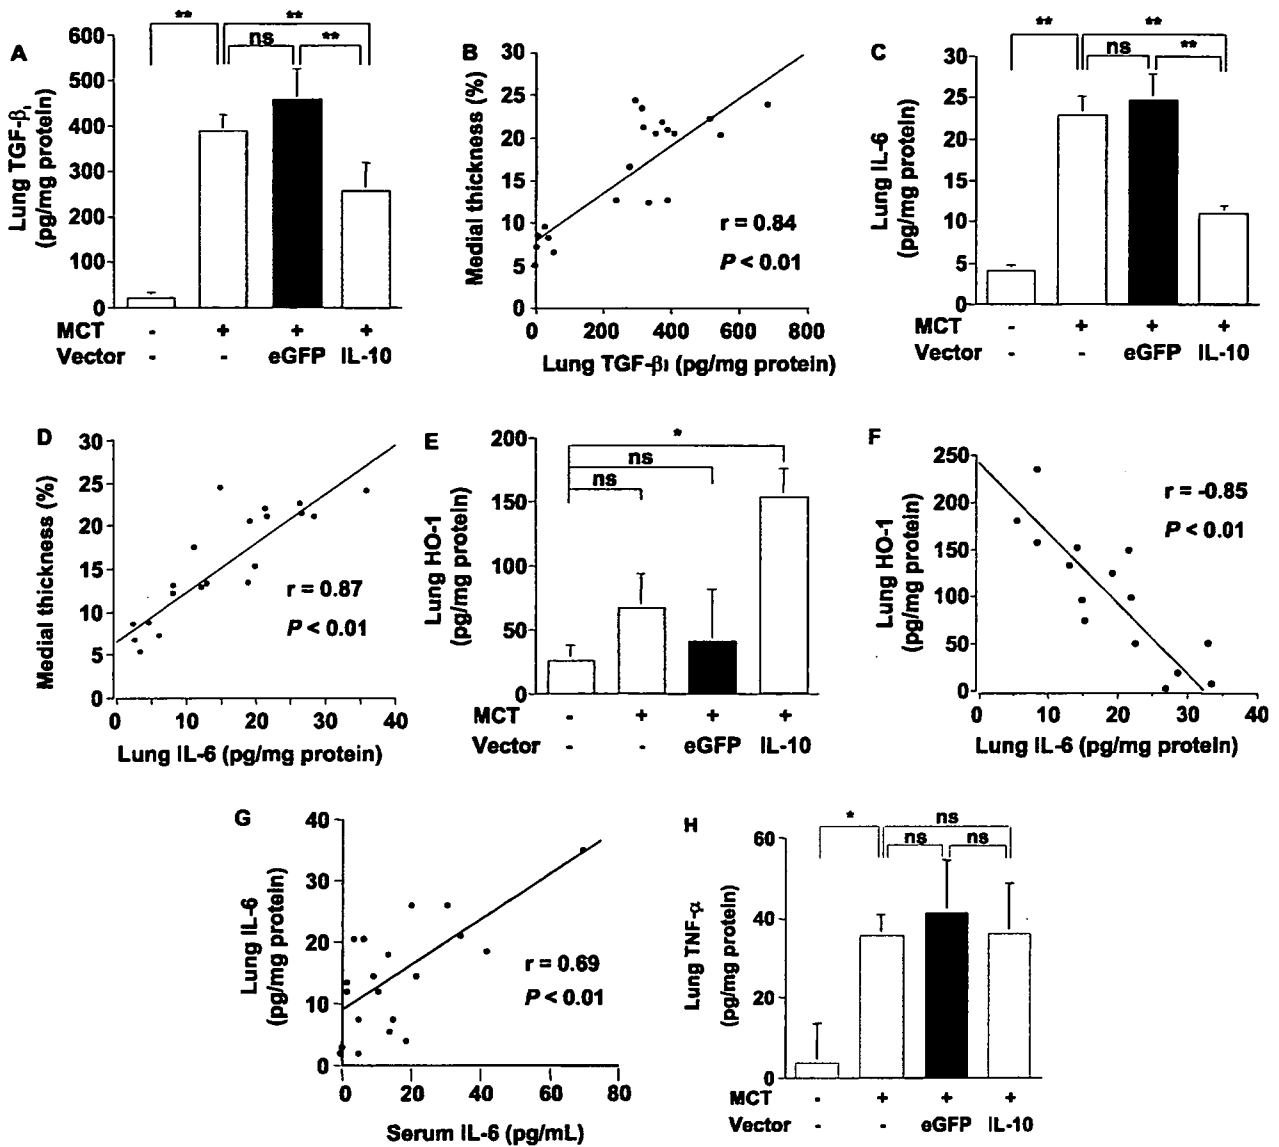 A
Lung TGF-β₁
(pg/mg protein)
600
500
400
300
200
100
0
**
**
ns
**
MCT - + + +
Vector - - eGFP IL-10
B
Medial thickness (%)
30
25
20
15
10
5
0
r = 0.84
P < 0.01
0 200 400 600 800
Lung TGF-β₁ (pg/mg protein)
C
Lung IL-6
(pg/mg protein)
30
25
20
15
10
5
0
**
**
ns
**
MCT - + + +
Vector - - eGFP IL-10
D
Medial thickness (%)
30
25
20
15
10
5
0
r = 0.87
P < 0.01
0 10 20 30 40
Lung IL-6 (pg/mg protein)
E
Lung HO-1
(pg/mg protein)
200
150
100
50
0
*
ns
ns
MCT - + + +
Vector - - eGFP IL-10
F
Lung HO-1
(pg/mg protein)
250
200
150
100
50
0
r = -0.85
P < 0.01
0 10 20 30 40
Lung IL-6 (pg/mg protein)
G
Lung IL-6
(pg/mg protein)
40
30
20
10
0
r = 0.69
P < 0.01
0 20 40 60 80
Serum IL-6 (pg/mL)
H
Lung TNF-α
(pg/mg protein)
60
40
20
0
*
ns
ns
ns
MCT - + + +
Vector - - eGFP IL-10